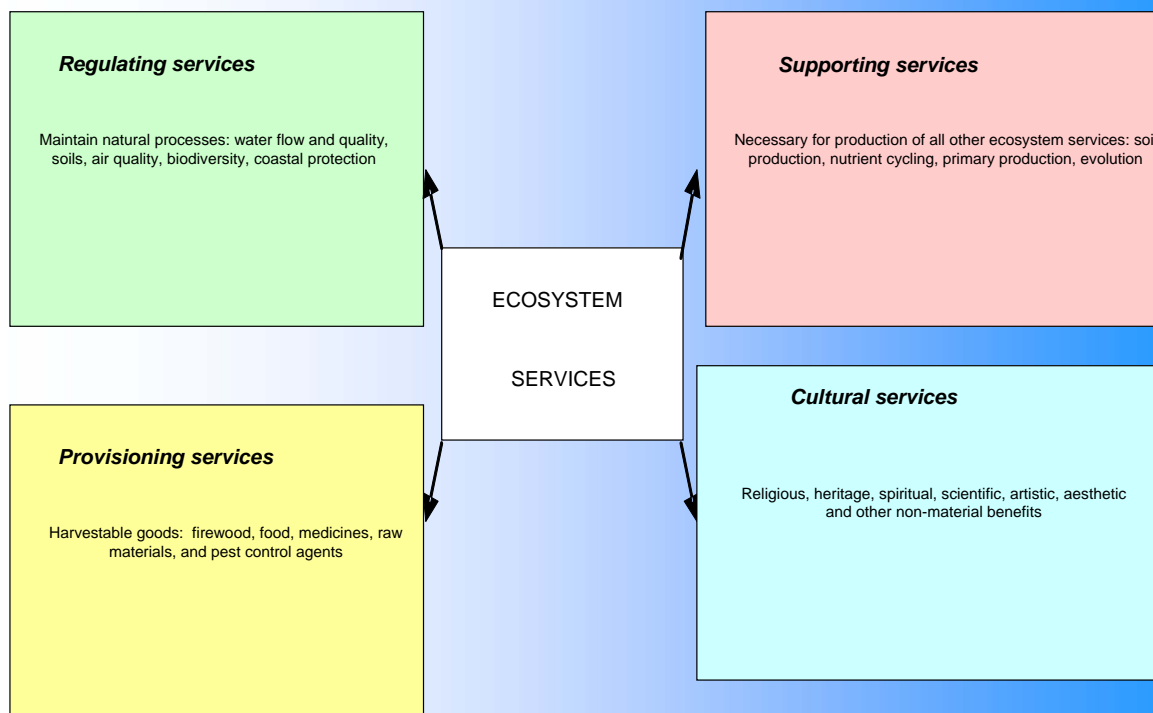 Regulating services
Maintain natural processes: water flow and quality,
soils, air quality, biodiversity, coastal protection
Supporting services
Necessary for production of all other ecosystem services: soi
production, nutrient cycling, primary production, evolution
ECOSYSTEM
SERVICES
Provisioning services
Harvestable goods:  firewood, food, medicines, raw
materials, and pest control agents
Cultural services
Religious, heritage, spiritual, scientific, artistic, aesthetic
and other non-material benefits